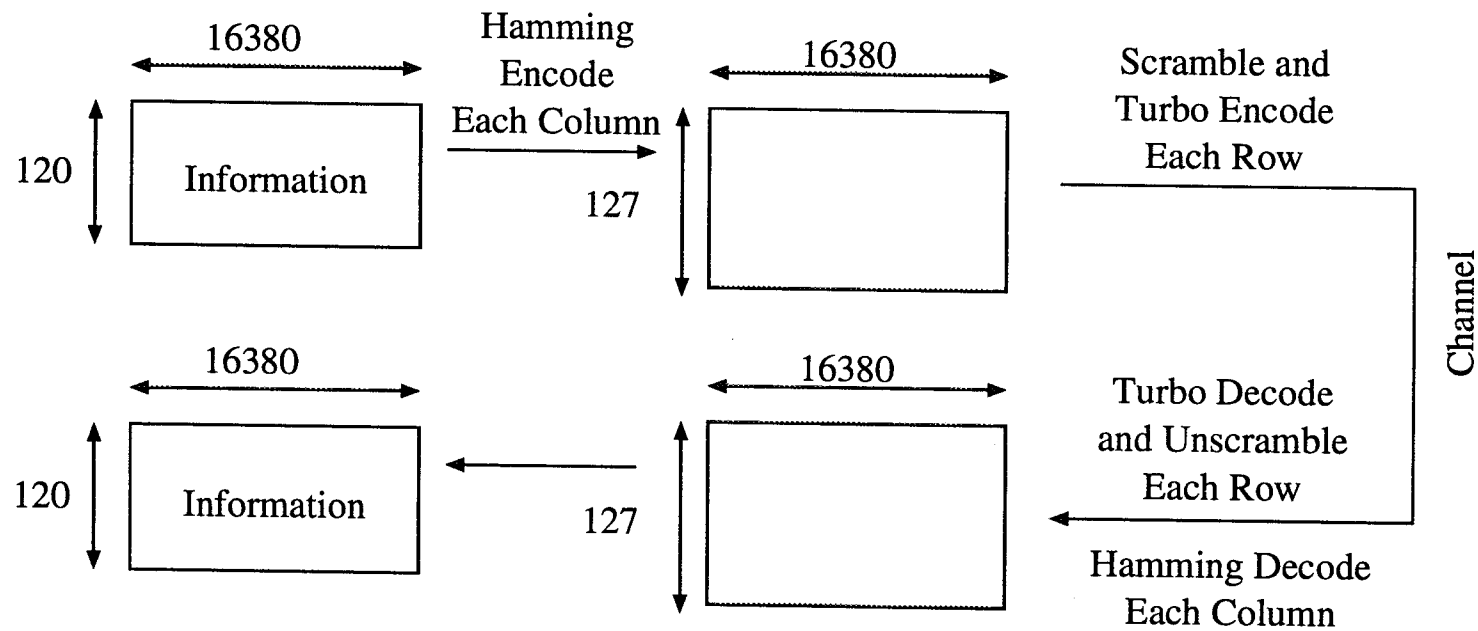 16380
Hamming
Encode
Each Column
120
Information
16380
127
Scramble and
Turbo Encode
Each Row
Channel
16380
120
Information
16380
127
Turbo Decode
and Unscramble
Each Row
Hamming Decode
Each Column